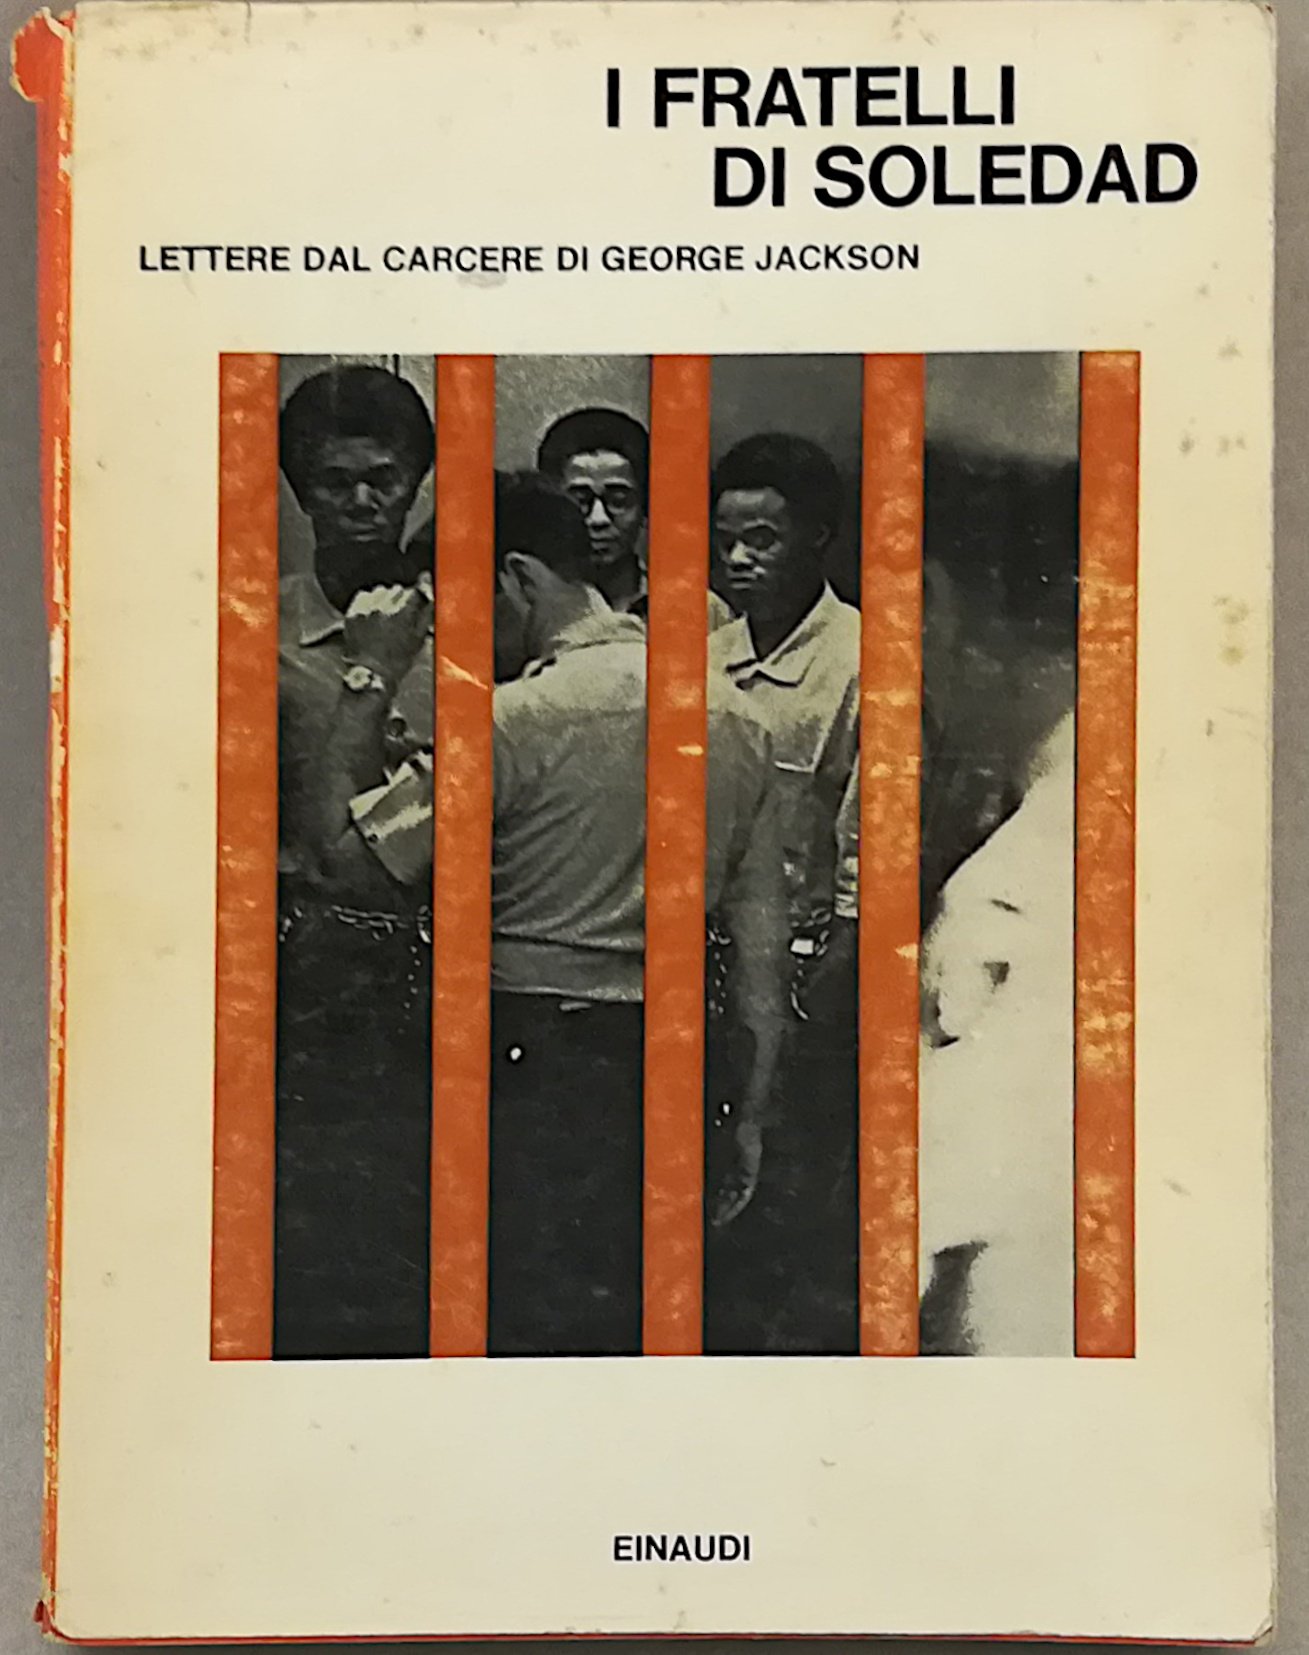 I FRATELLI
DI SOLEDAD
LETTERE DAL CARCERE DI GEORGE JACKSON
EINAUDI